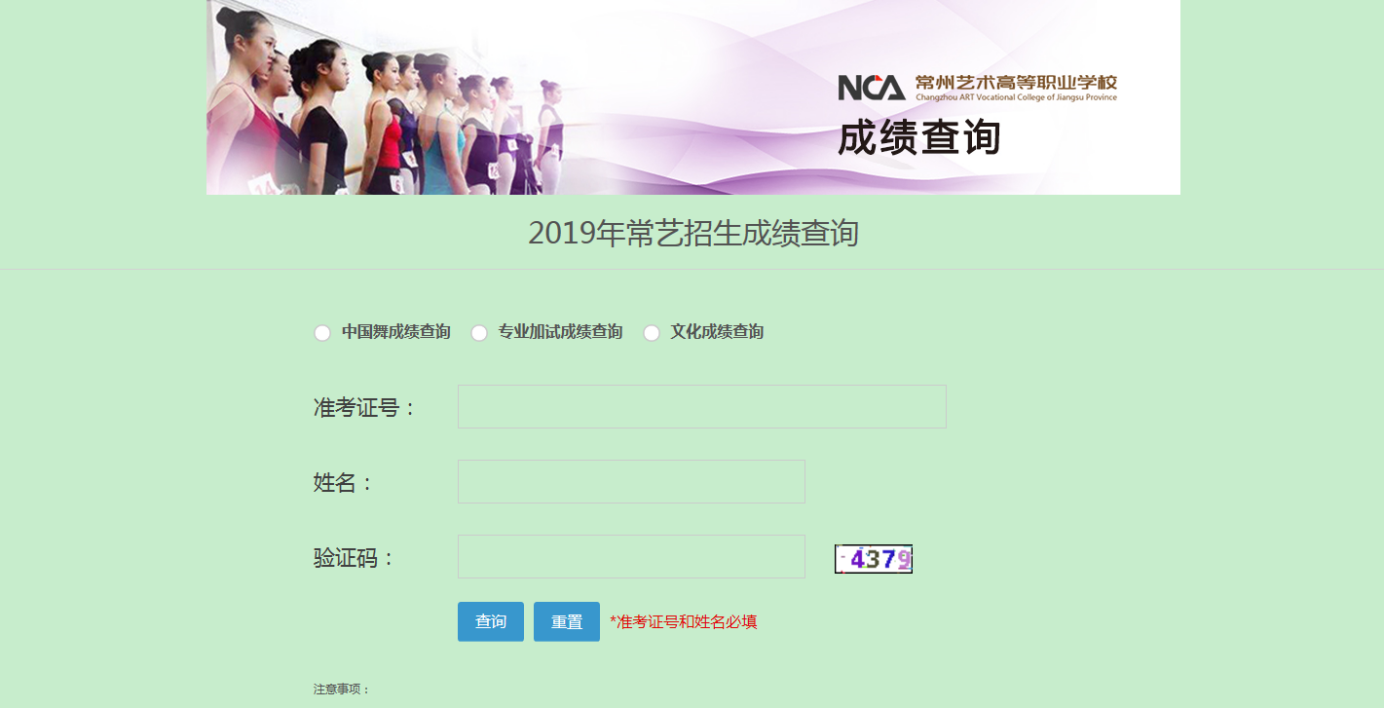 NCA 常州艺术高等职业学校
Changzhou ART Vocational College of Jiangsu Province
成绩查询
2019年常艺招生成绩查询
中国舞成绩查询 专业加试成绩查询 文化成绩查询
准考证号：
姓名：
验证码： 4379
查询 重置 *准考证号和姓名必填
注意事项：